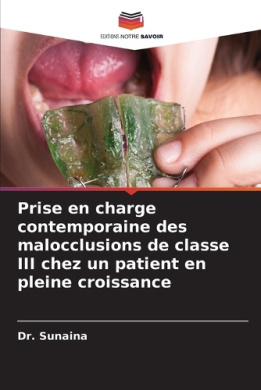 EDITIONS NOTRE SAVOIR
Prise en charge
contemporaine des
malocclusions de classe
III chez un patient en
pleine croissance
Dr. Sunaina